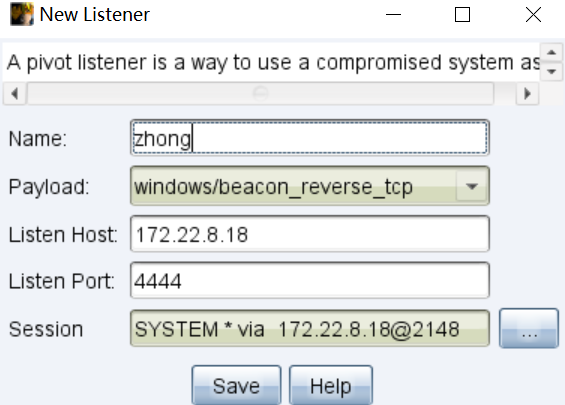 New Listener
A pivot listener is a way to use a compromised system as
Name: zhong
Payload: windows/beacon_reverse_tcp
Listen Host: 172.22.8.18
Listen Port: 4444
Session SYSTEM * via 172.22.8.18@2148 ...
Save Help